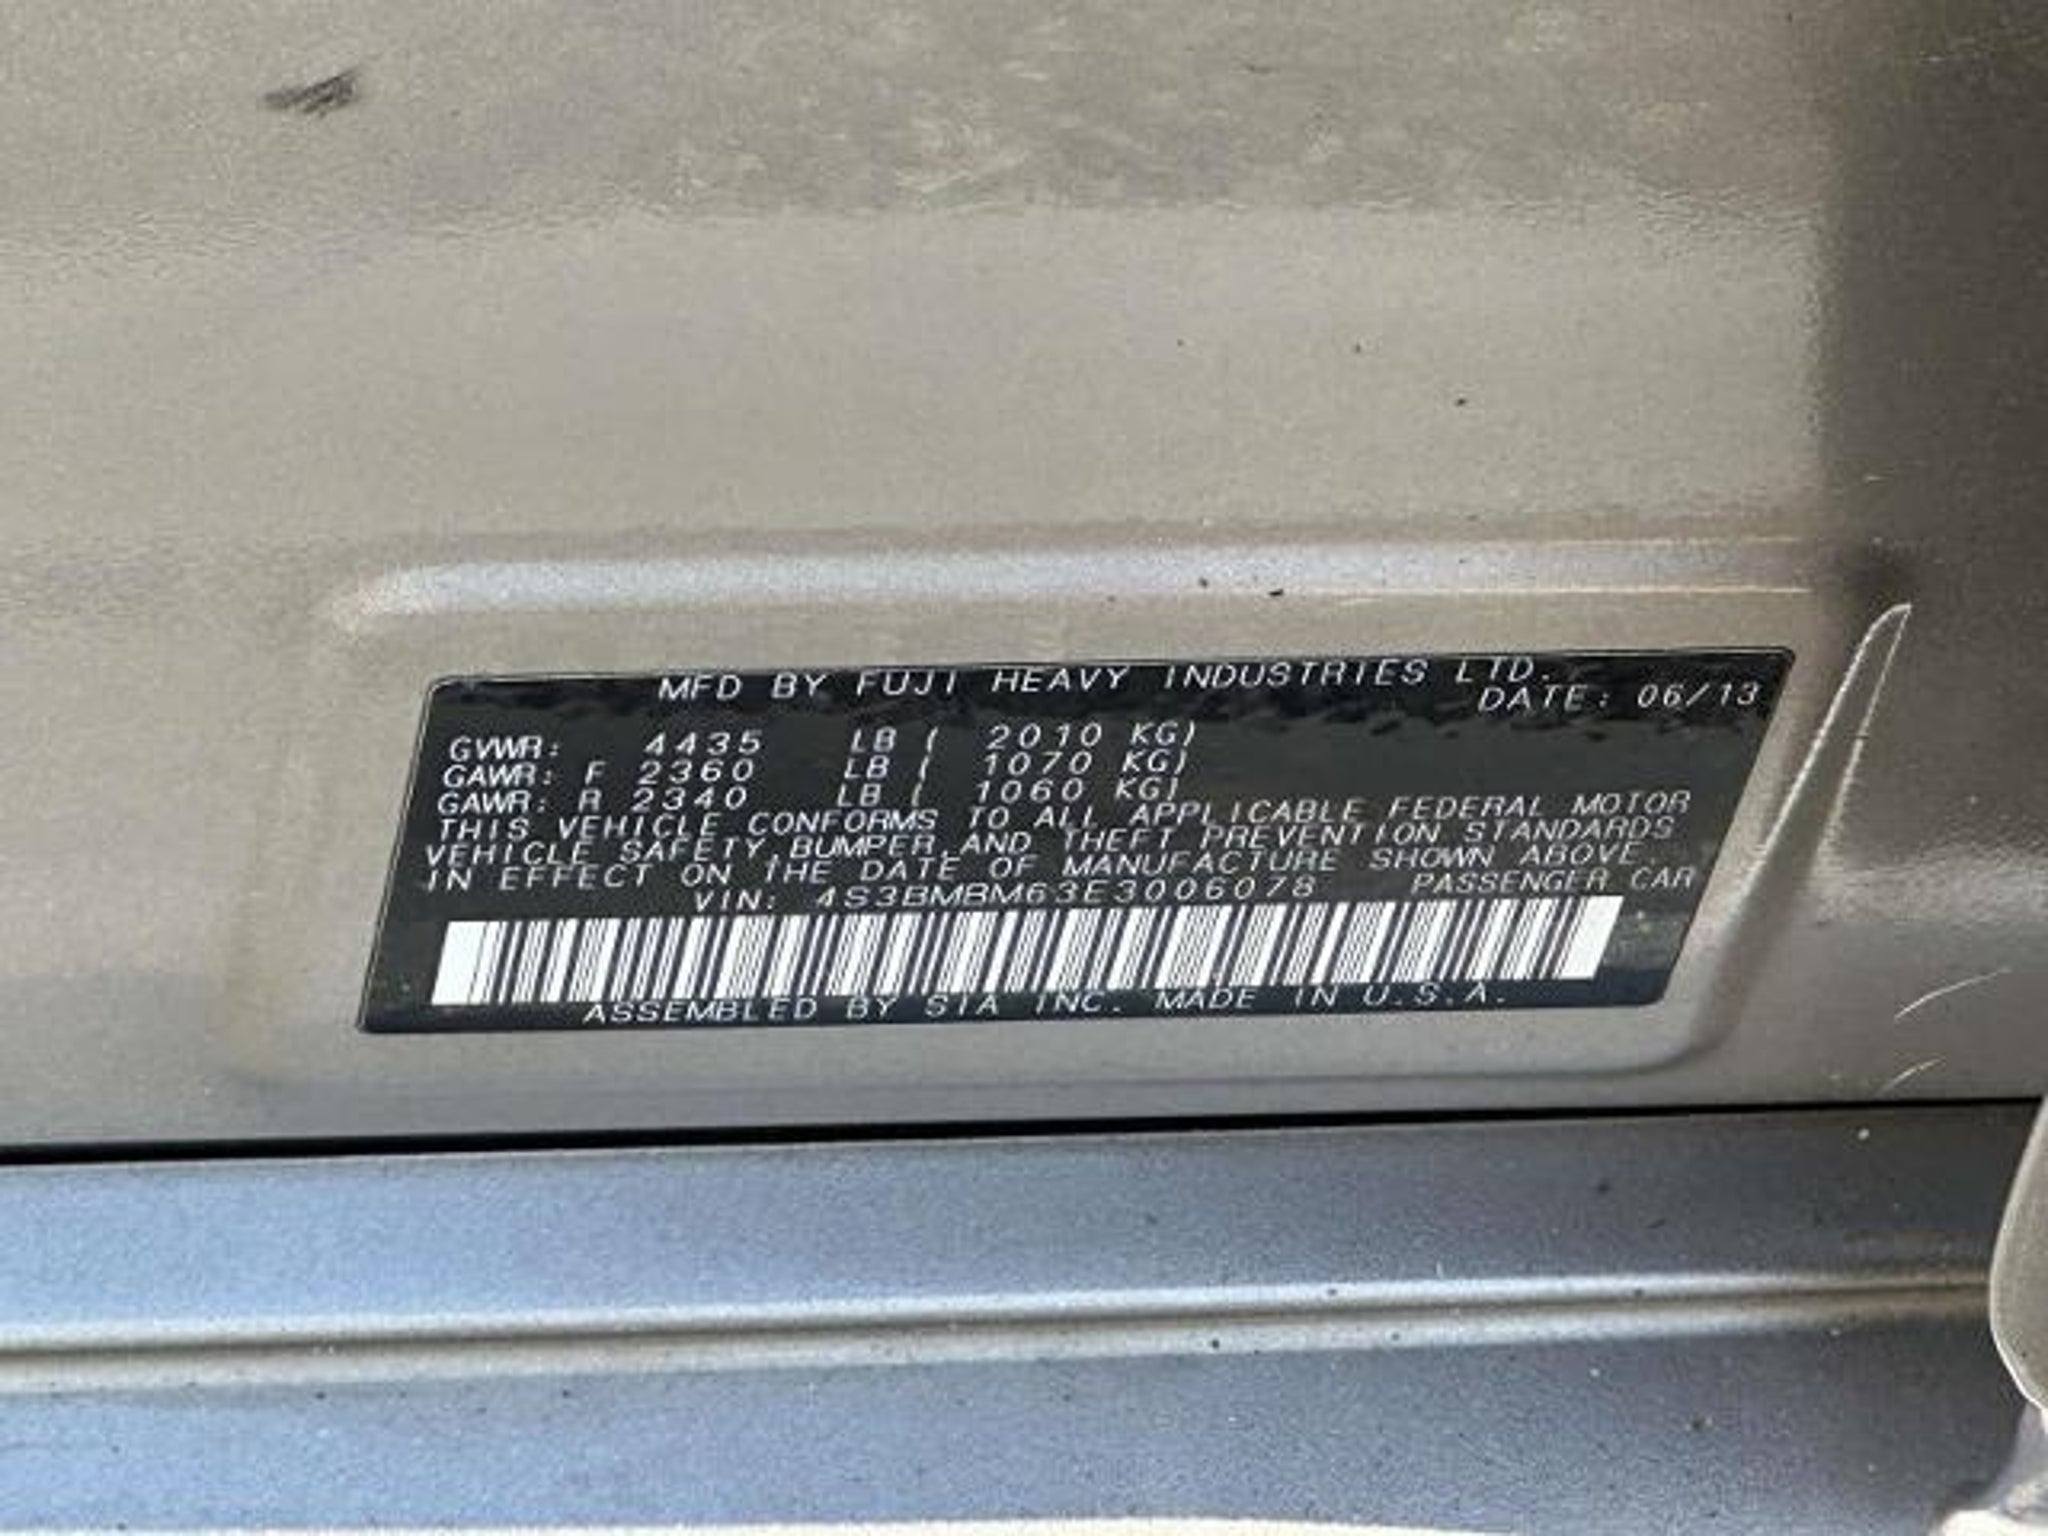 MFD BY FUJI HEAVY INDUSTRIES LTD.
DATE: 06/13
GVWR: 4435 LB ( 2010 KG)
GAWR: F 2360 LB ( 1070 KG)
GAWR: R 2340 LB ( 1060 KG)
THIS VEHICLE CONFORMS TO ALL APPLICABLE FEDERAL MOTOR
VEHICLE SAFETY,BUMPER,AND THEFT PREVENTION STANDARDS
IN EFFECT ON THE DATE OF MANUFACTURE SHOWN ABOVE.
VIN: 4S3BMBM63E3006078 PASSENGER CAR
ASSEMBLED BY SIA INC. MADE IN U.S.A.